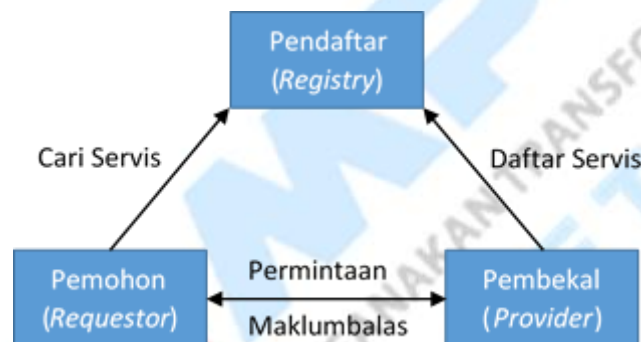 Pendaftar
(Registry)
Cari Servis
Daftar Servis
Pemohon
(Requestor)
Permintaan
Maklumbalas
Pembekal
(Provider)